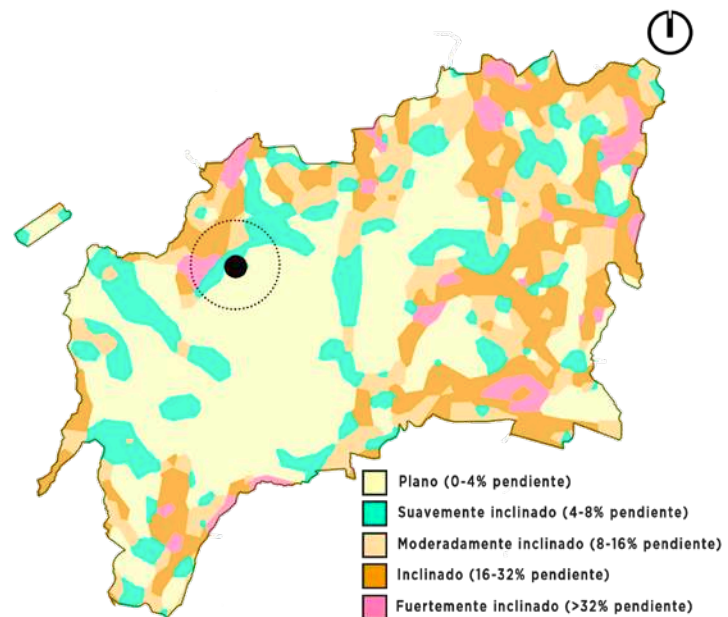 Plano (0-4% pendiente)
Suavemente inclinado (4-8% pendiente)
Moderadamente inclinado (8-16% pendiente)
Inclinado (16-32% pendiente)
Fuertemente inclinado (>32% pendiente)